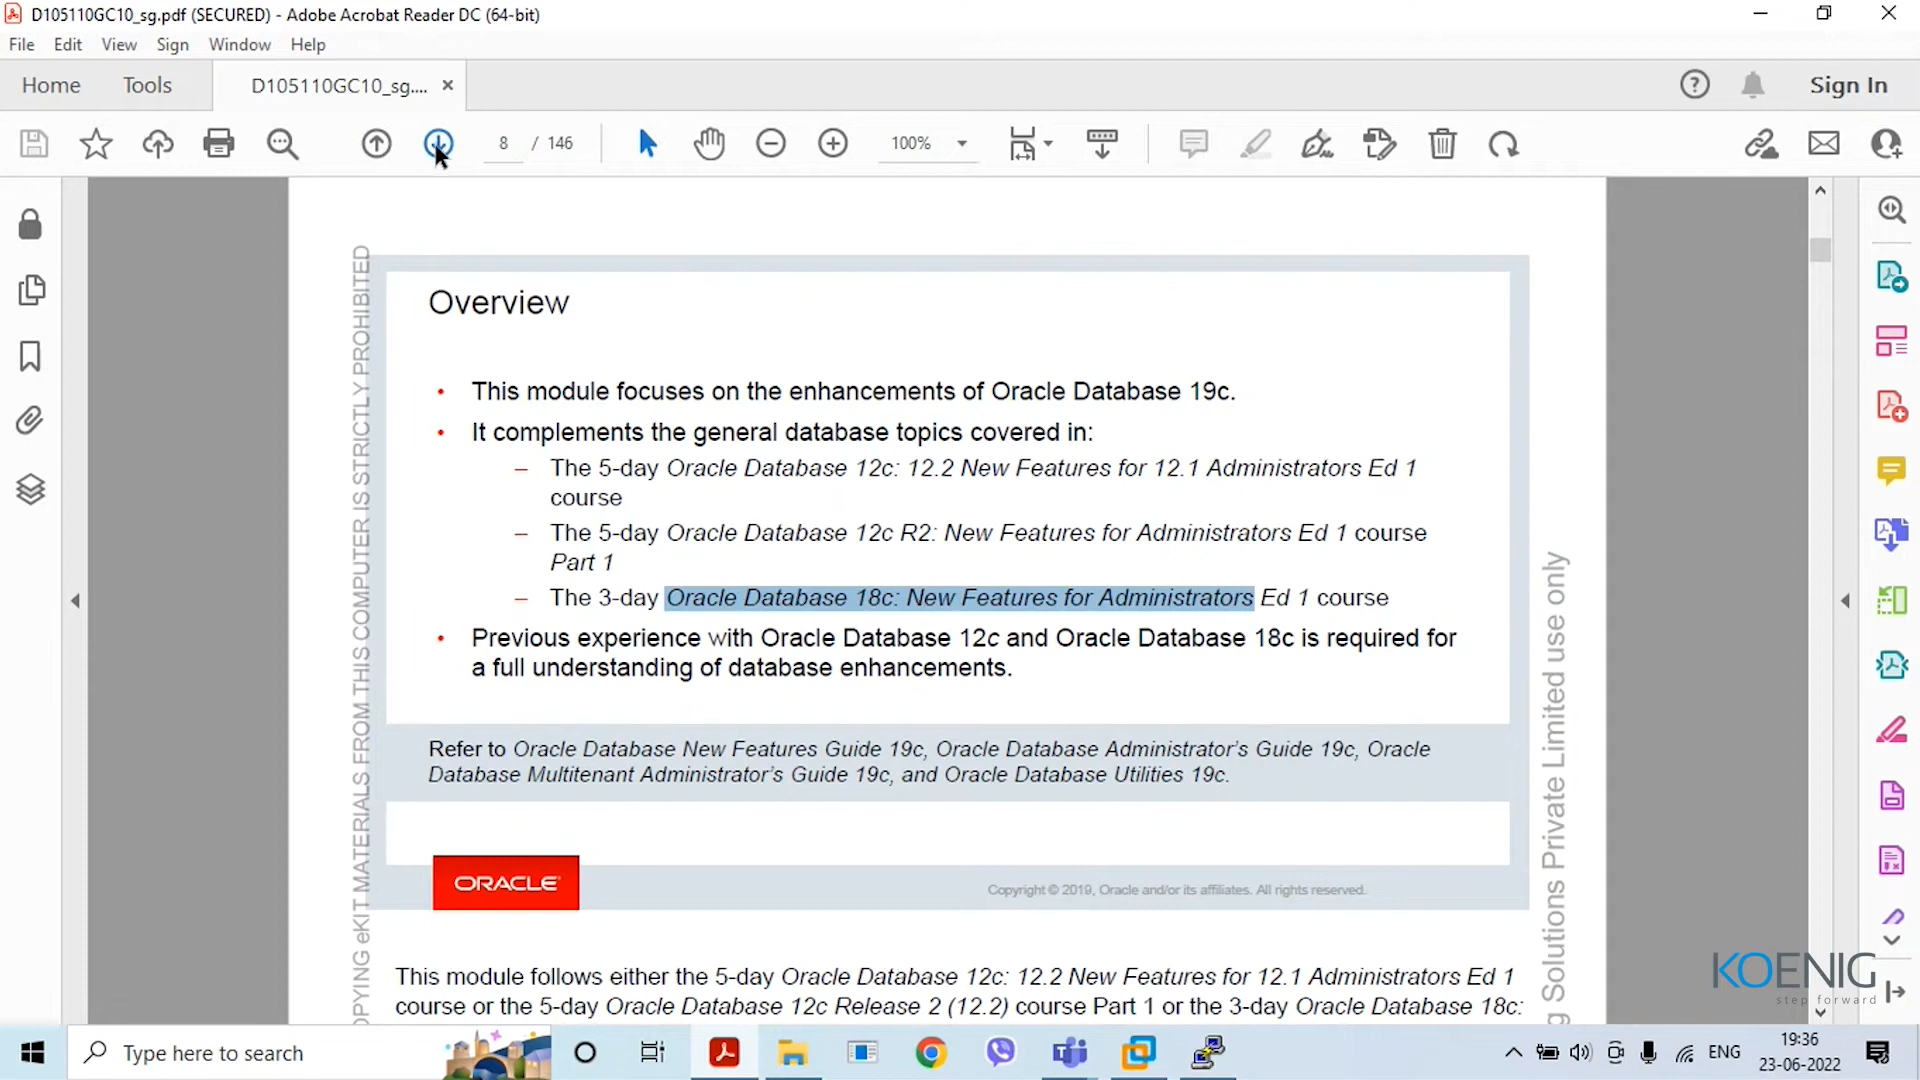 D105110GC10_sg.pdf (SECURED) - Adobe Acrobat Reader DC (64-bit)
File Edit View Sign Window Help
Home Tools D105110GC10_sg.... × Sign In
8 / 146 100%
Overview
• This module focuses on the enhancements of Oracle Database 19c.
• It complements the general database topics covered in:
– The 5-day Oracle Database 12c: 12.2 New Features for 12.1 Administrators Ed 1
course
– The 5-day Oracle Database 12c R2: New Features for Administrators Ed 1 course
Part 1
– The 3-day Oracle Database 18c: New Features for Administrators Ed 1 course
• Previous experience with Oracle Database 12c and Oracle Database 18c is required for
a full understanding of database enhancements.
Refer to Oracle Database New Features Guide 19c, Oracle Database Administrator's Guide 19c, Oracle
Database Multitenant Administrator's Guide 19c, and Oracle Database Utilities 19c.
ORACLE
Copyright © 2019, Oracle and/or its affiliates. All rights reserved.
This module follows either the 5-day Oracle Database 12c: 12.2 New Features for 12.1 Administrators Ed 1
course or the 5-day Oracle Database 12c Release 2 (12.2) course Part 1 or the 3-day Oracle Database 18c:
eKIT MATERIALS FROM THIS COMPUTER IS STRICTLY PROHIBITED
Solutions Private Limited use only
KOENIG
step forward
Type here to search
ENG
19:36
23-06-2022